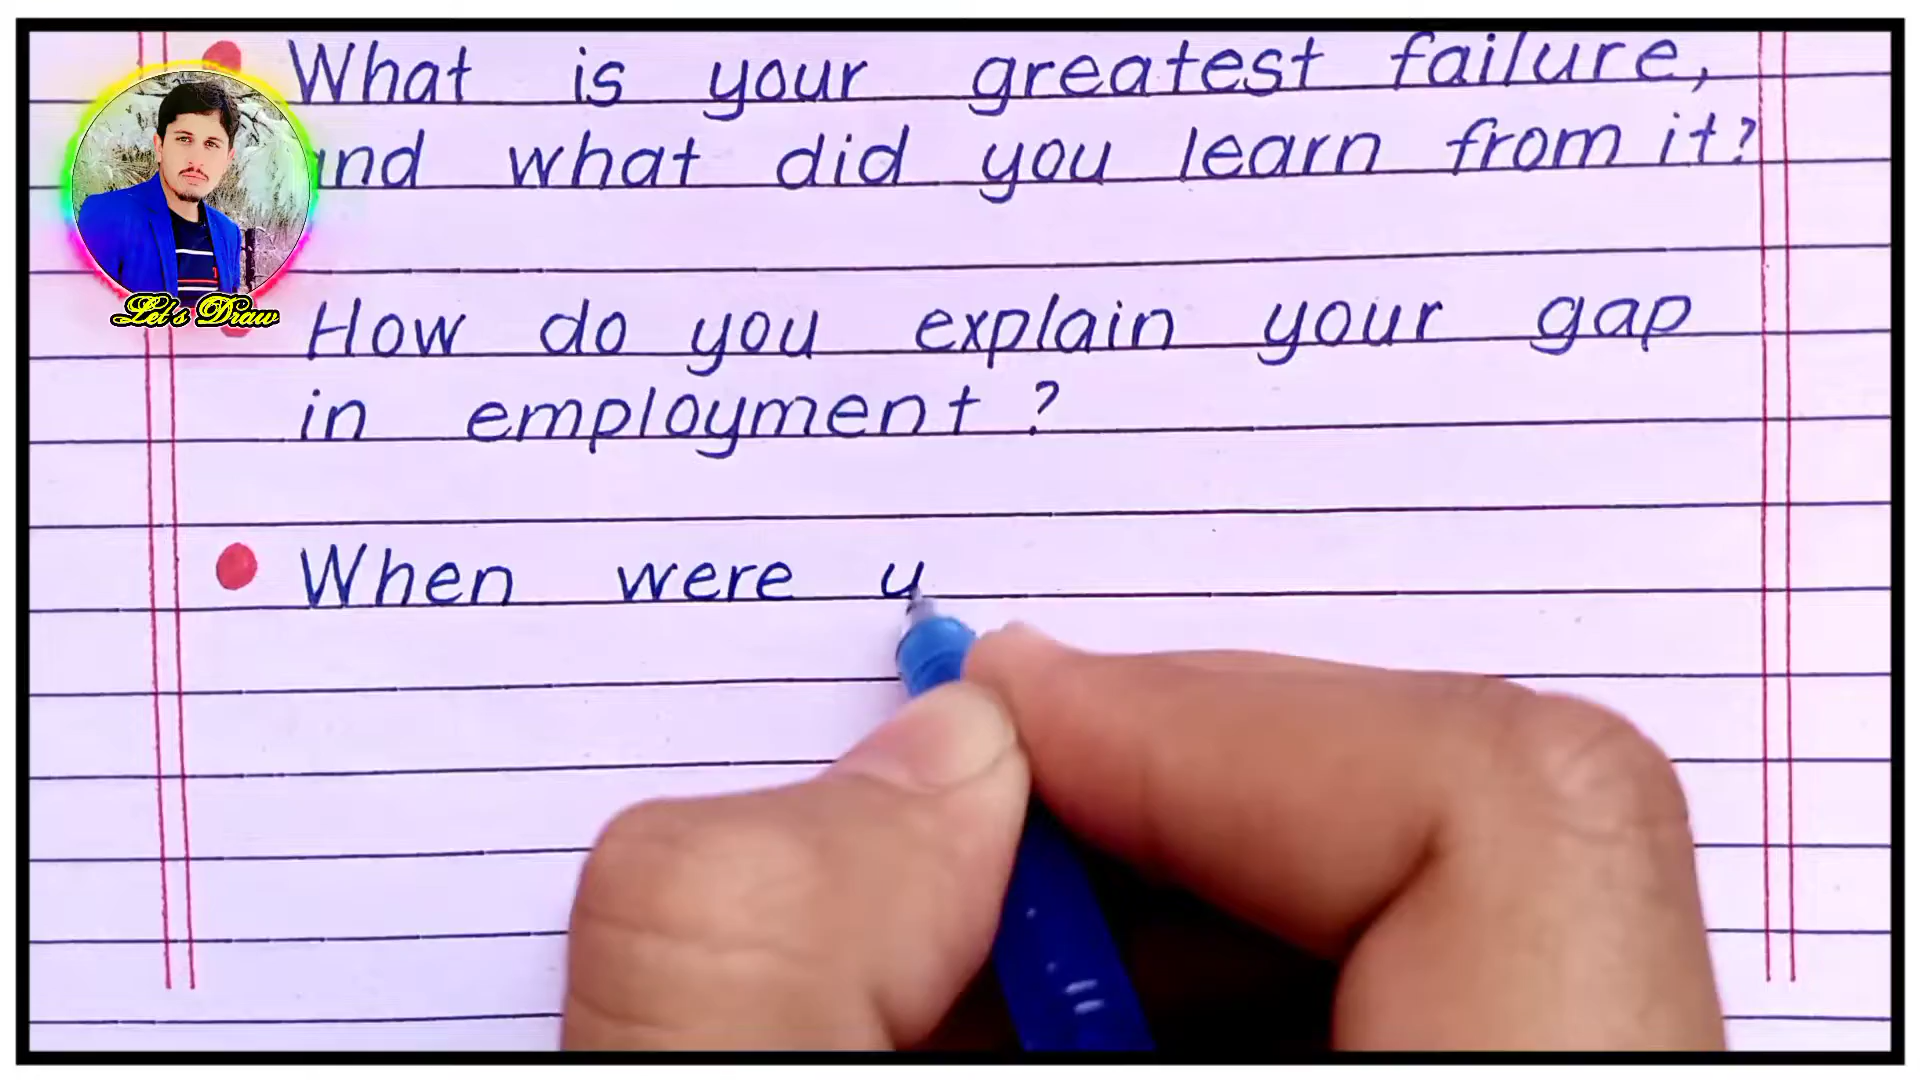 What is your greatest failure,
and what did you learn from it?
Let's Draw
How do you explain your gap
in employment?
When were y